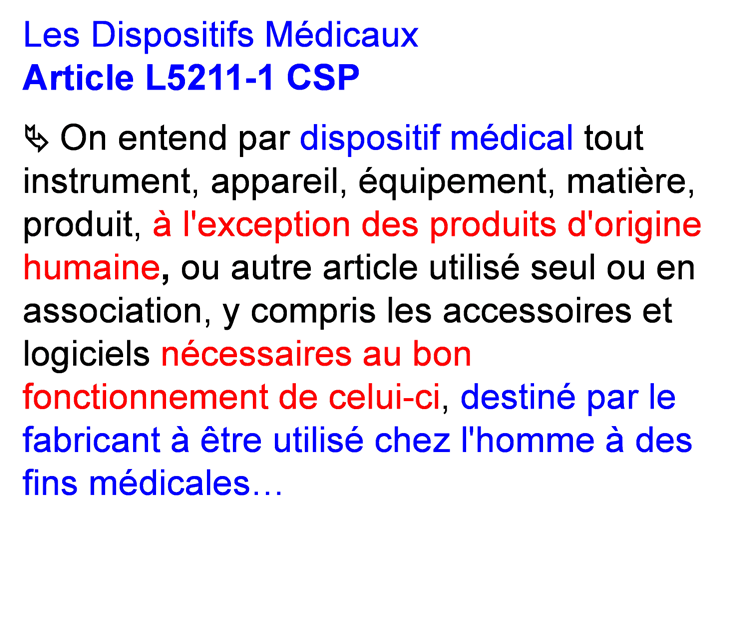 Les Dispositifs Médicaux
Article L5211-1 CSP
⮱ On entend par dispositif médical tout
instrument, appareil, équipement, matière,
produit, à l'exception des produits d'origine
humaine, ou autre article utilisé seul ou en
association, y compris les accessoires et
logiciels nécessaires au bon
fonctionnement de celui-ci, destiné par le
fabricant à être utilisé chez l'homme à des
fins médicales…